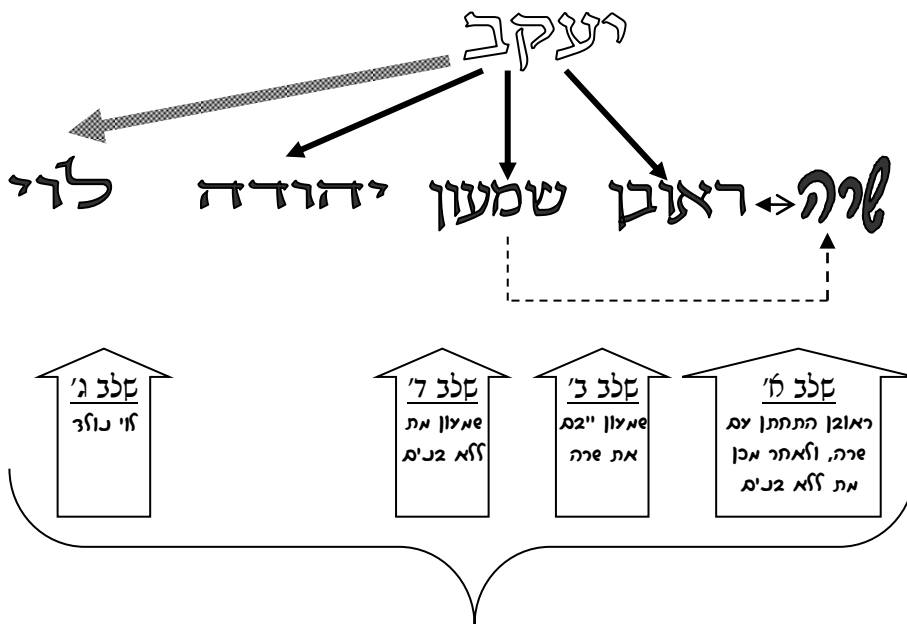 יעקב
שרה
ראובן
שמעון
יהודה
לוי
שלב א'
ראובן התחתן עם
שרה, ולאחר מכן
מת ללא בנים
שלב ב'
שמעון ייבם
את שרה
שלב ד'
שמעון מת
ללא בנים
שלב ג'
לוי נולד